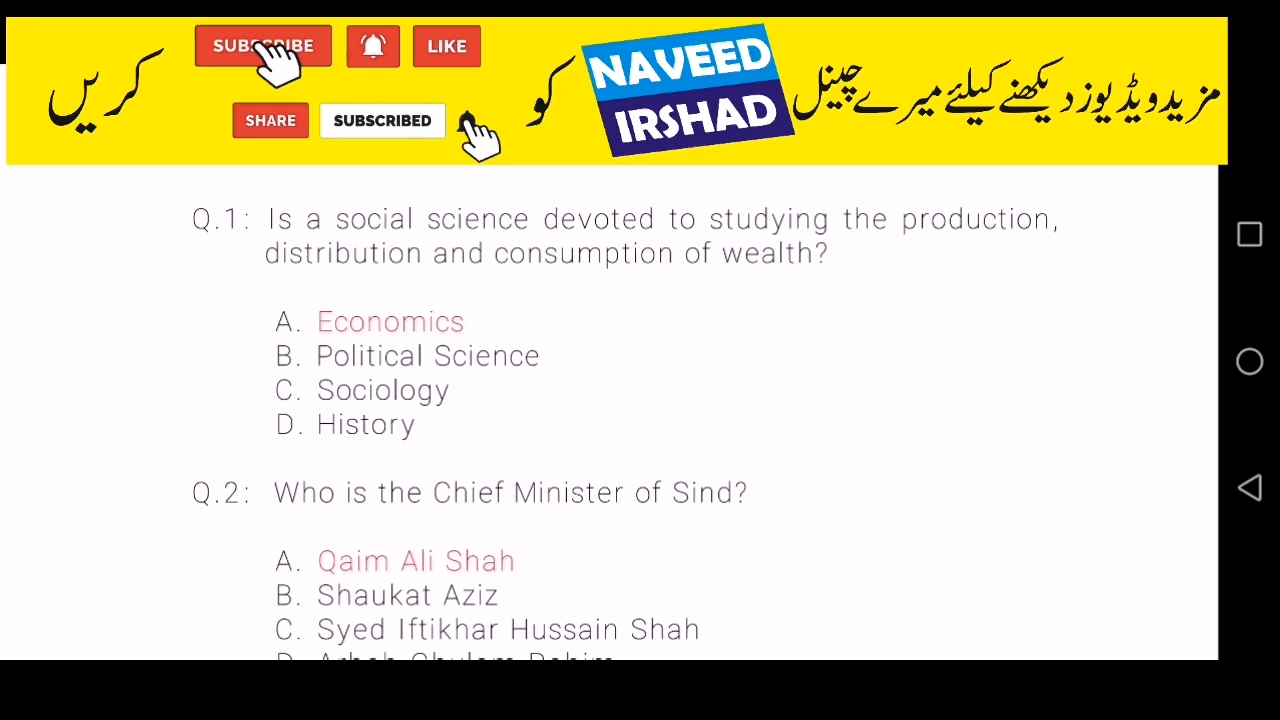 SUBSCRIBE LIKE
SHARE SUBSCRIBED
مزید ویڈیوز دیکھنے کیلئے میرے چینل NAVEED IRSHAD کو کریں
Q.1: Is a social science devoted to studying the production,
distribution and consumption of wealth?
A. Economics
B. Political Science
C. Sociology
D. History
Q.2: Who is the Chief Minister of Sind?
A. Qaim Ali Shah
B. Shaukat Aziz
C. Syed Iftikhar Hussain Shah